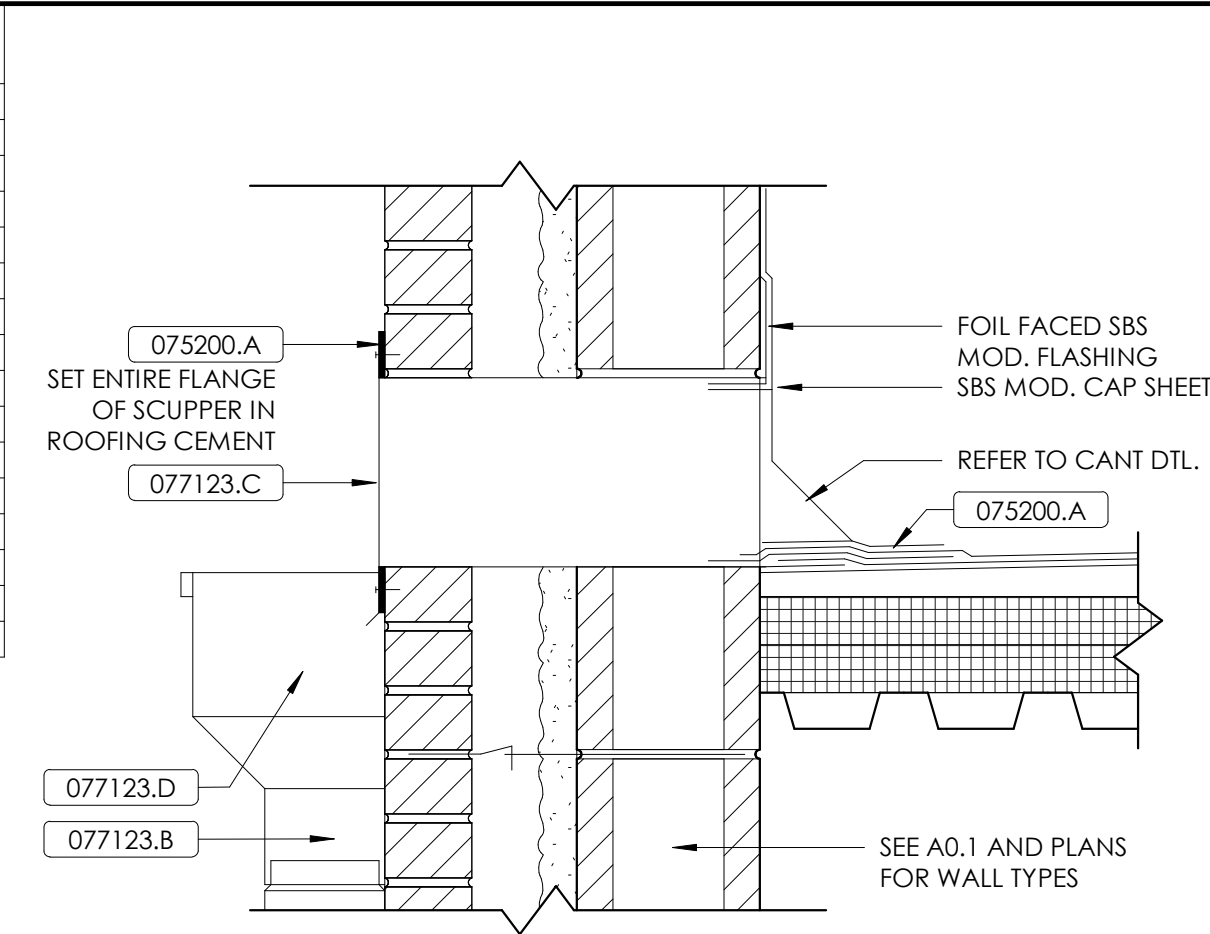 075200.A
SET ENTIRE FLANGE
OF SCUPPER IN
ROOFING CEMENT
077123.C
077123.D
077123.B
FOIL FACED SBS
MOD. FLASHING
SBS MOD. CAP SHEET
REFER TO CANT DTL.
075200.A
SEE A0.1 AND PLANS
FOR WALL TYPES